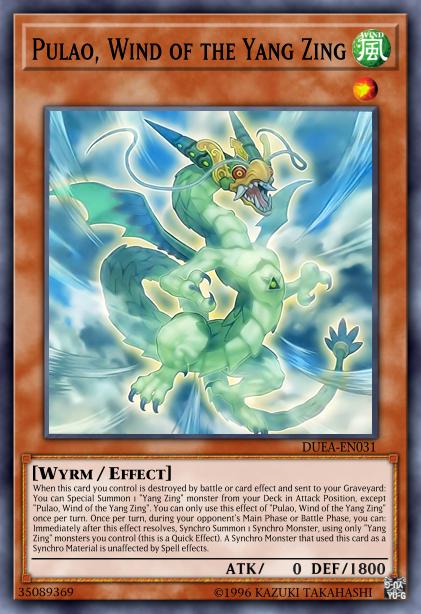 PULAO, WIND OF THE YANG ZING
WIND
風
DUEA-EN031
[WYRM / EFFECT]
When this card you control is destroyed by battle or card effect and sent to your Graveyard:
You can Special Summon 1 "Yang Zing" monster from your Deck in Attack Position, except
"Pulao, Wind of the Yang Zing". You can only use this effect of "Pulao, Wind of the Yang Zing"
once per turn. Once per turn, during your opponent's Main Phase or Battle Phase, you can:
Immediately after this effect resolves, Synchro Summon 1 Synchro Monster, using only "Yang
Zing" monsters you control (this is a Quick Effect). A Synchro Monster that used this card as a
Synchro Material is unaffected by Spell effects.
ATK/ 0 DEF/1800
35089369
©1996 KAZUKI TAKAHASHI